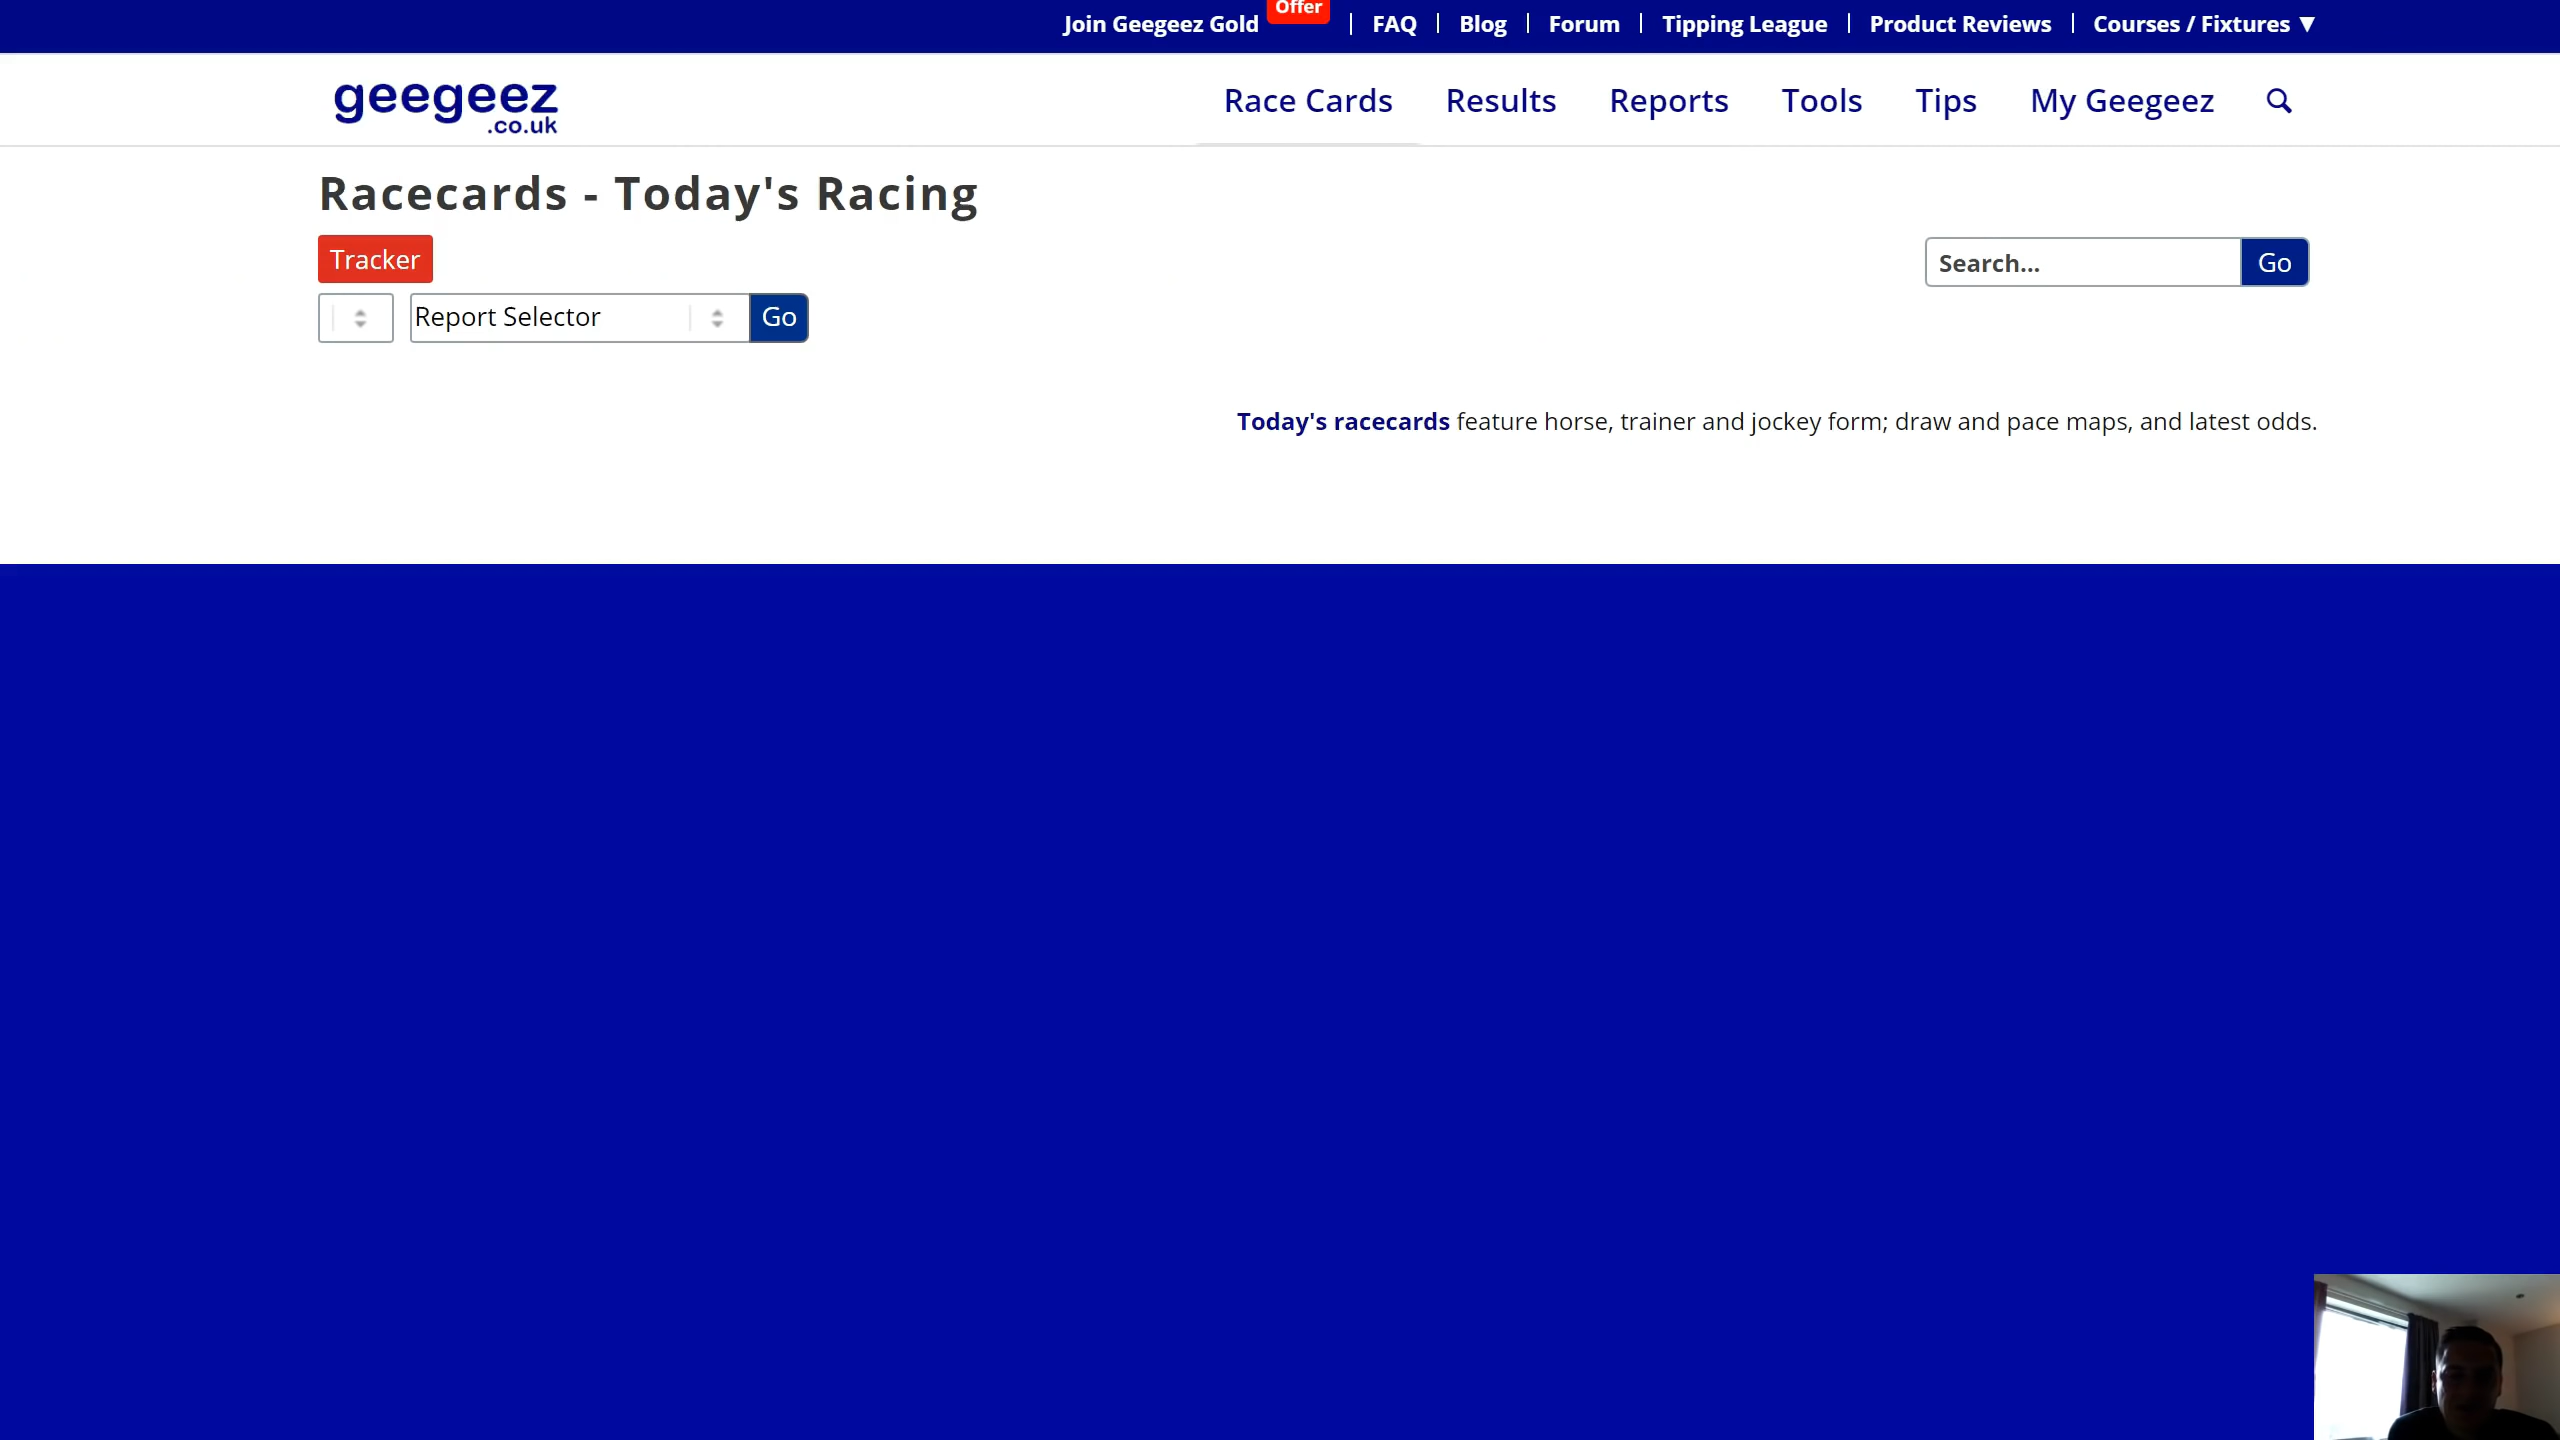 Join Geegeez Gold Offer | FAQ | Blog | Forum | Tipping League | Product Reviews | Courses / Fixtures ▼
geegeez
.co.uk
Race Cards Results Reports Tools Tips My Geegeez
Racecards - Today's Racing
Tracker
Search... Go
Report Selector Go
Today's racecards feature horse, trainer and jockey form; draw and pace maps, and latest odds.